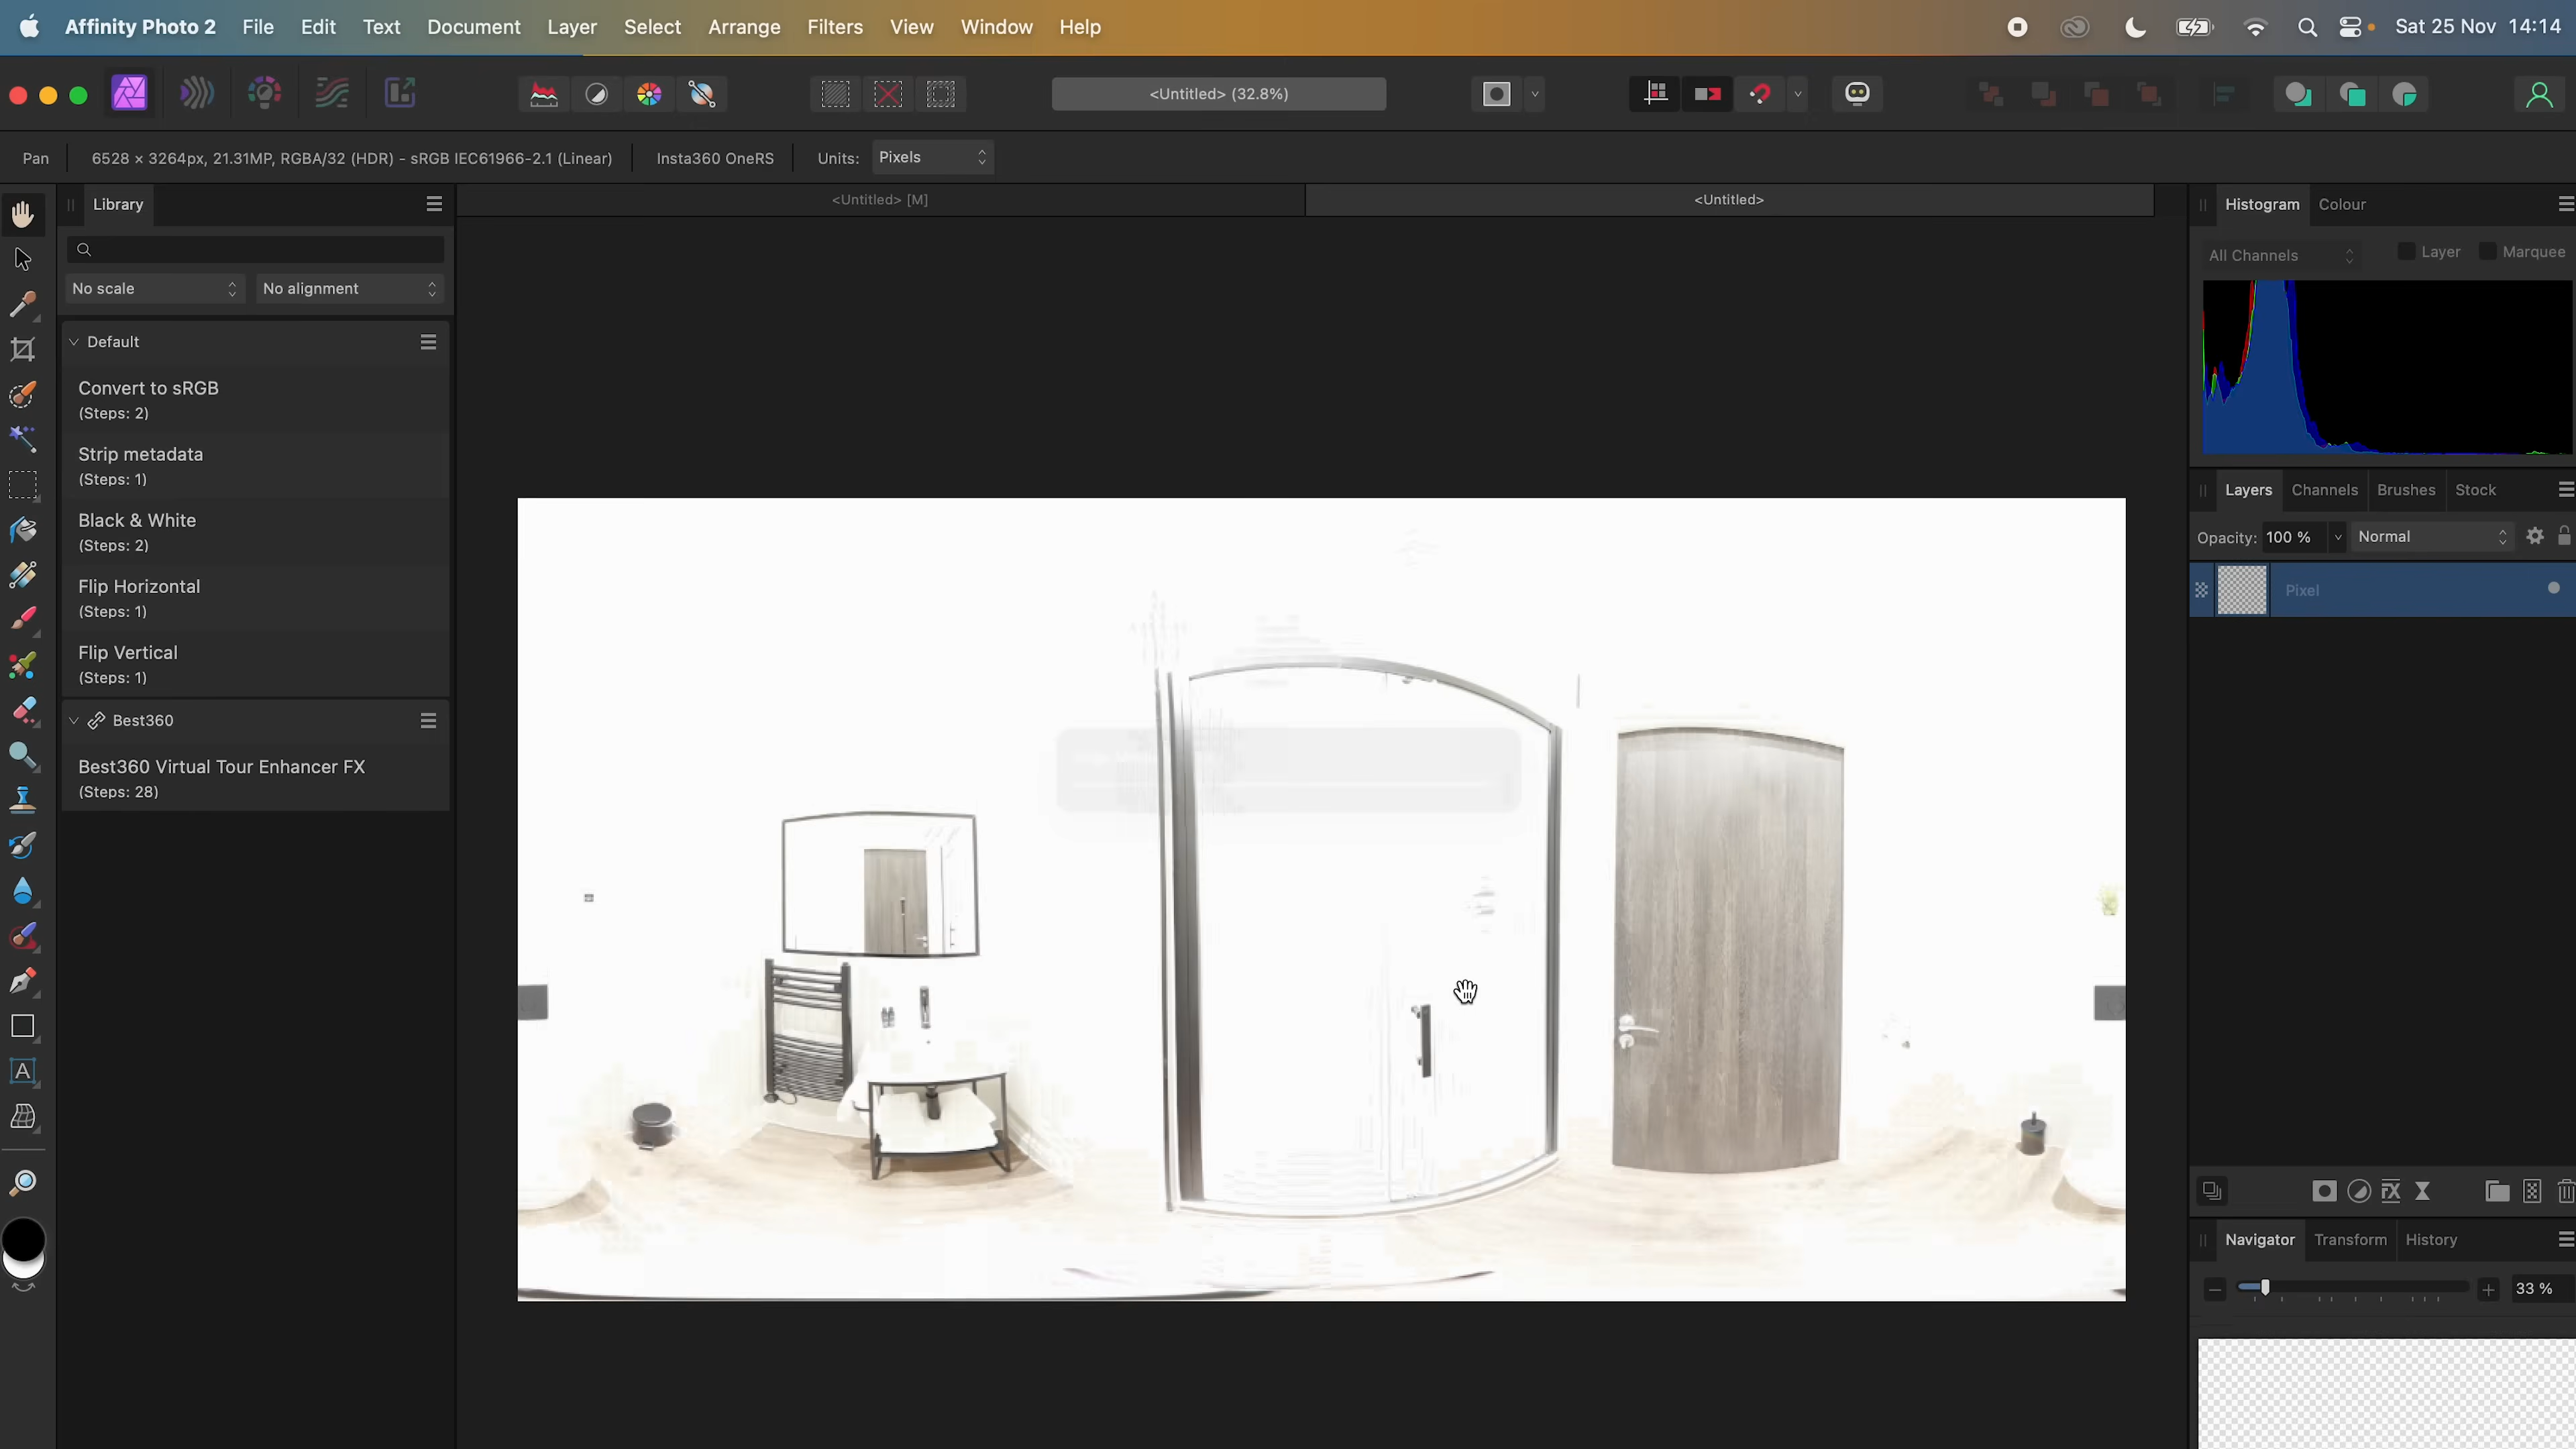 Affinity Photo 2 File Edit Text Document Layer Select Arrange Filters View Window Help Sat 25 Nov 14:14
<Untitled> (32.8%)
Pan 6528 × 3264px, 21.31MP, RGBA/32 (HDR) - sRGB IEC61966-2.1 (Linear) Insta360 OneRS Units: Pixels
Library
<Untitled> [M] <Untitled>
No scale No alignment
Default
Convert to sRGB
(Steps: 2)
Strip metadata
(Steps: 1)
Black & White
(Steps: 2)
Flip Horizontal
(Steps: 1)
Flip Vertical
(Steps: 1)
Best360
Best360 Virtual Tour Enhancer FX
(Steps: 28)
Histogram Colour
All Channels Layer Marquee
Layers Channels Brushes Stock
Opacity: 100 % Normal
Pixel
Navigator Transform History
33 %